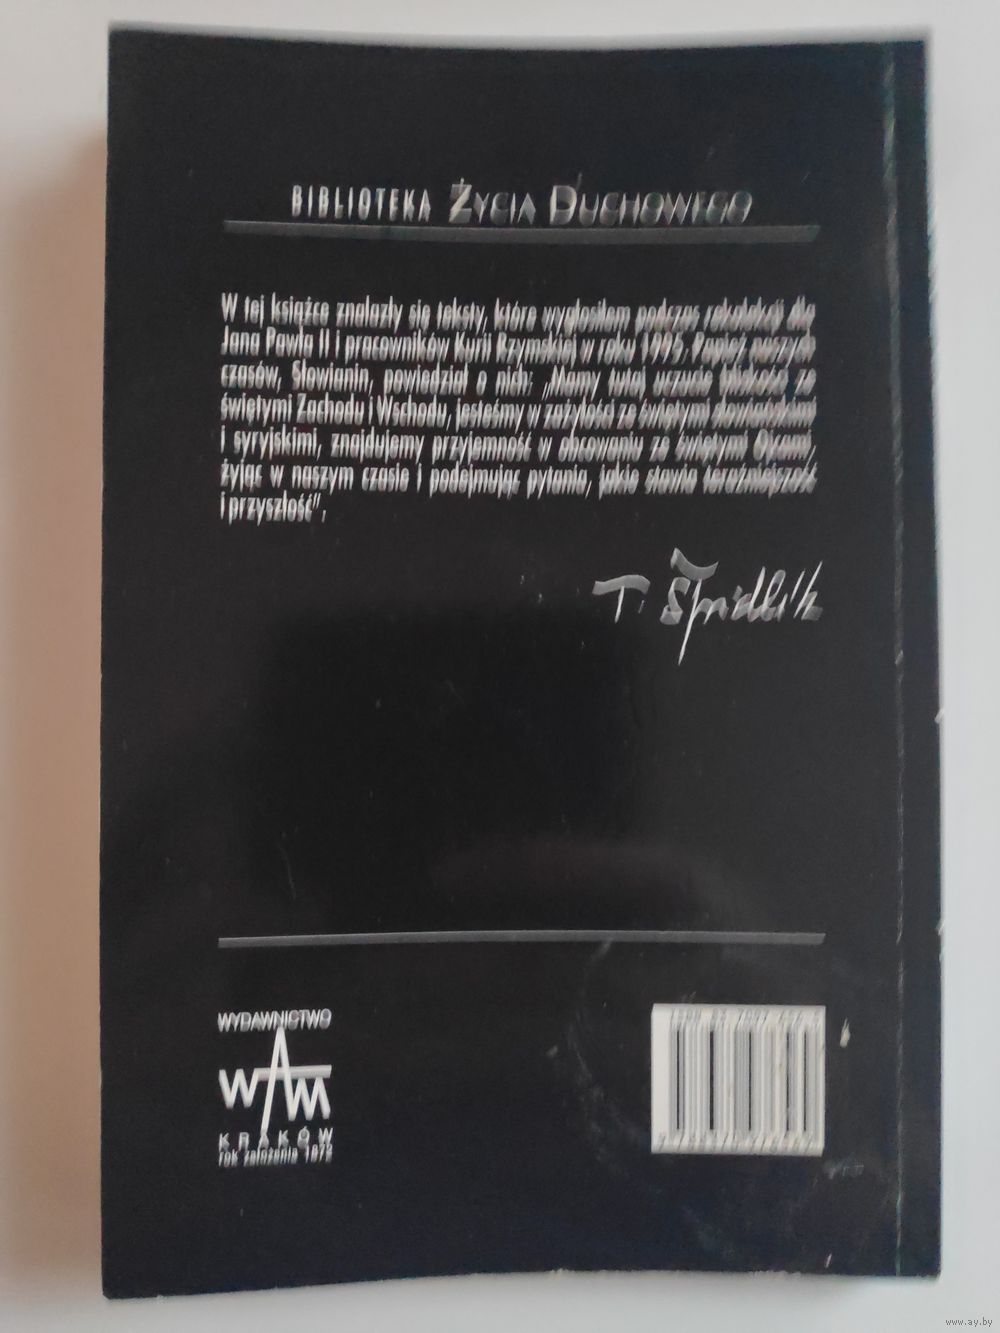 BIBLIOTEKA ŻYCIA DUCHOWEGO
W tej książce znalazły się teksty, które wygłosiłem podczas rekolekcji dla
Jana Pawła II i pracowników Kurii Rzymskiej w roku 1995. Papież naszych
czasów, Słowianin, powiedział o nich: „Mamy tutaj uczucie bliskości ze
świętymi Zachodu i Wschodu, jesteśmy w zażyłości ze świętymi słowiańskimi
i syryjskimi, znajdujemy przyjemność w obcowaniu ze świętymi Ojcami,
żyjąc w naszym czasie i podejmując pytania, jakie stawia teraźniejszość
i przyszłość".
T. Špidlík
WYDAWNICTWO
WAM
KRAKÓW
rok założenia 1872
www.ay.by